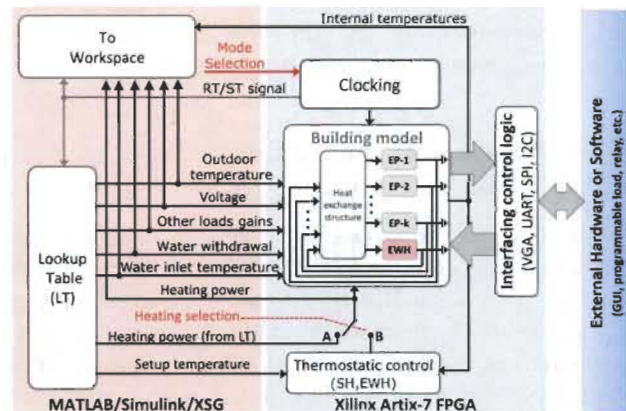 To
Workspace
Internal temperatures
Mode
Selection
RT/ST signal
Clocking
Building model
Outdoor
temperature
Voltage
Other loads gains
Water withdrawal
Water inlet temperature
Heating power
Lookup
Table
(LT)
Heat
exchange
structure
EP-1
EP-2
EP-k
EWH
Heating selection
A
B
Heating power (from LT)
Setup temperature
Thermostatic control
(SH,EWH)
Interfacing control logic
(VGA, UART, SPI, I2C)
External Hardware or Software
(GUI, programmable load, relay, etc.)
MATLAB/Simulink/XSG
Xilinx Artix-7 FPGA